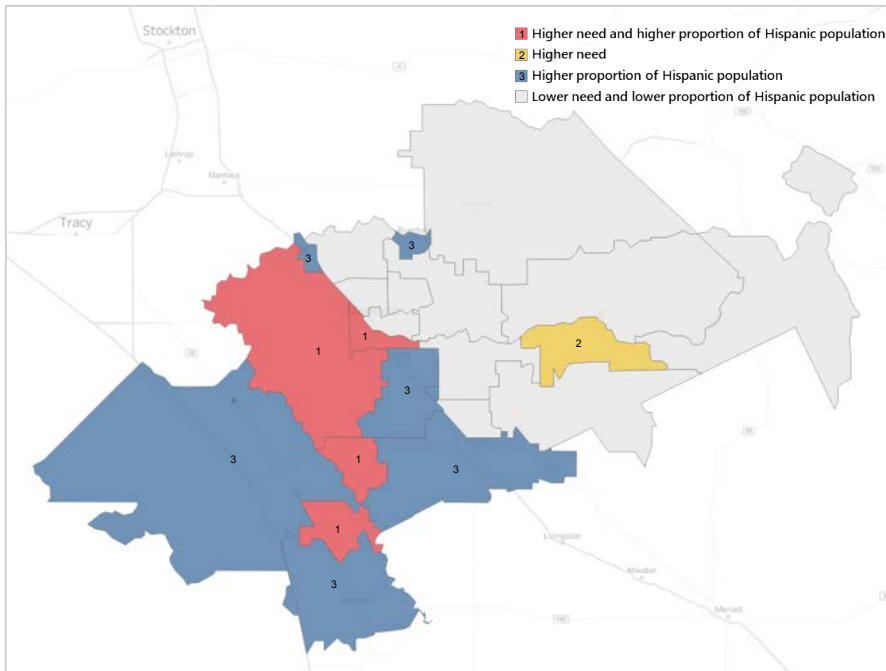 Stockton
1 Higher need and higher proportion of Hispanic population
2 Higher need
3 Higher proportion of Hispanic population
Lower need and lower proportion of Hispanic population
Lathrop
Manteca
Tracy
3
3
1
1
2
3
1
3
3
1
3
Livingston
Atwater
Merced